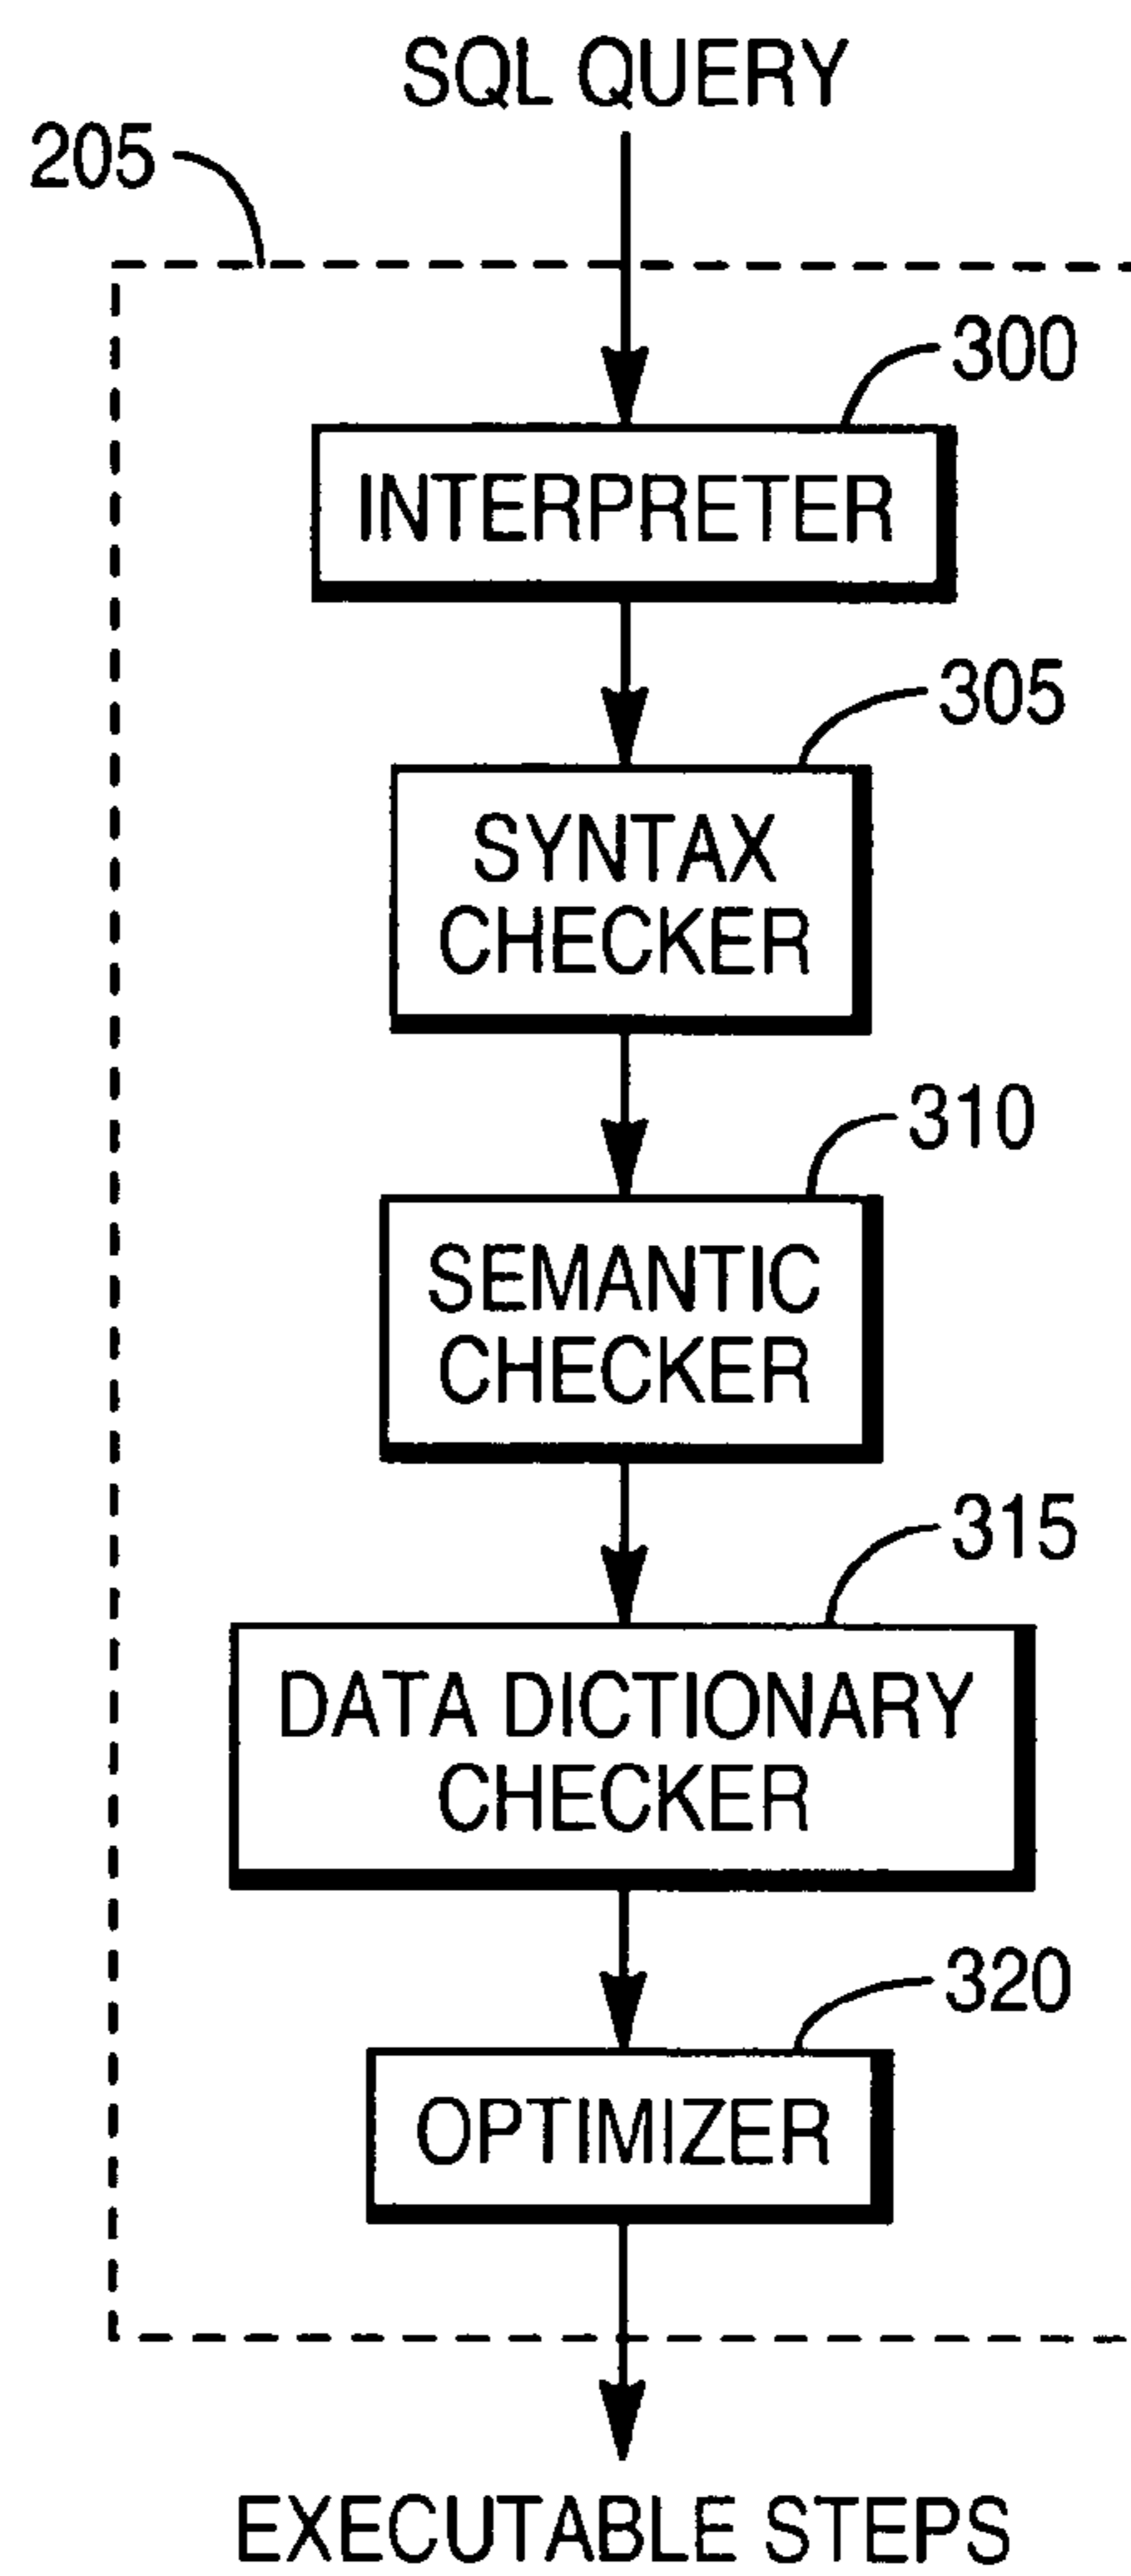 SQL QUERY
205
300
INTERPRETER
305
SYNTAX
CHECKER
310
SEMANTIC
CHECKER
315
DATA DICTIONARY
CHECKER
320
OPTIMIZER
EXECUTABLE STEPS